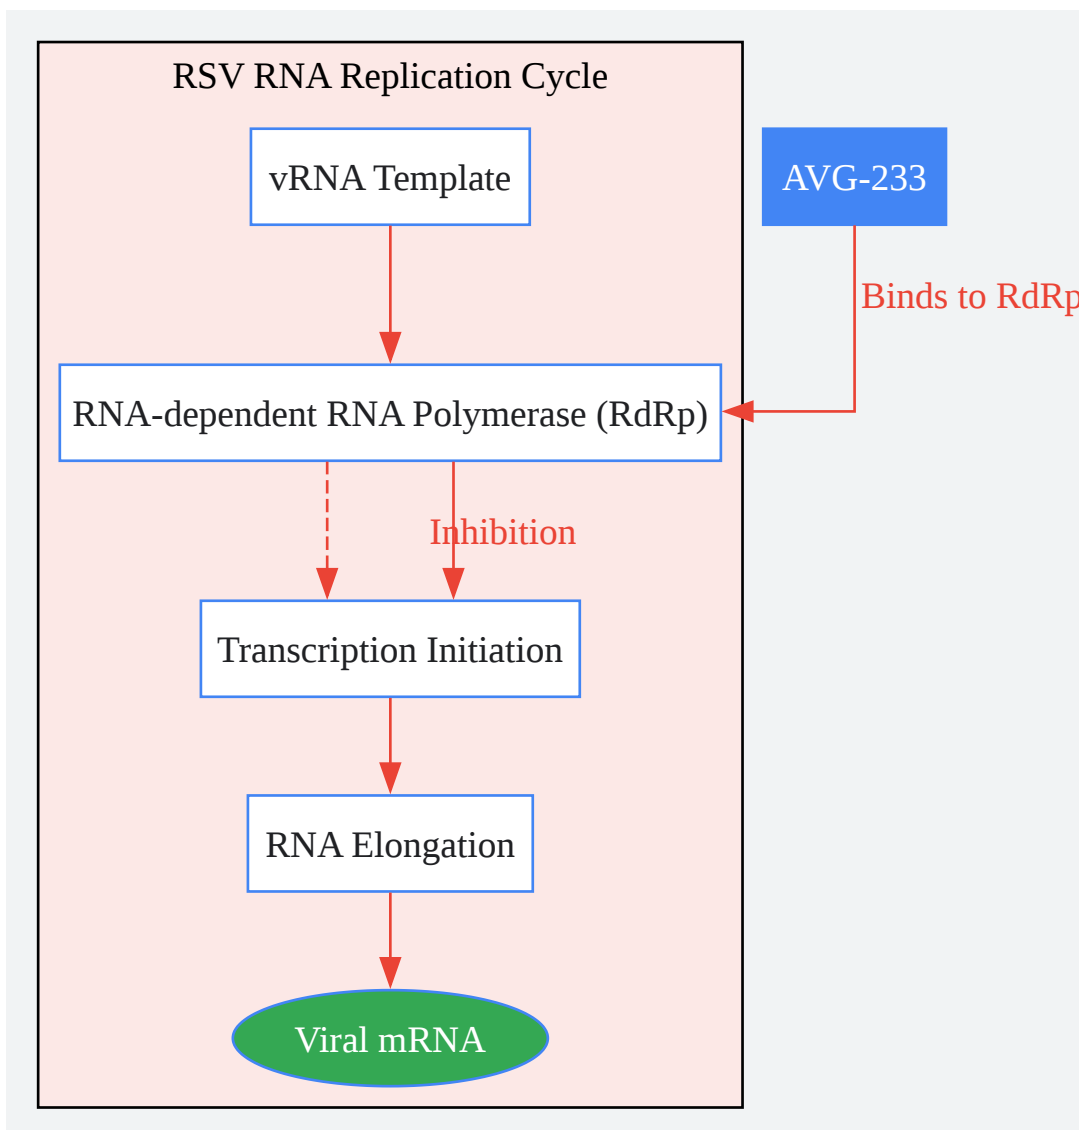 RSV RNA Replication Cycle
vRNA Template
AVG-233
Binds to RdRp
RNA-dependent RNA Polymerase (RdRp)
Inhibition
Transcription Initiation
RNA Elongation
Viral mRNA